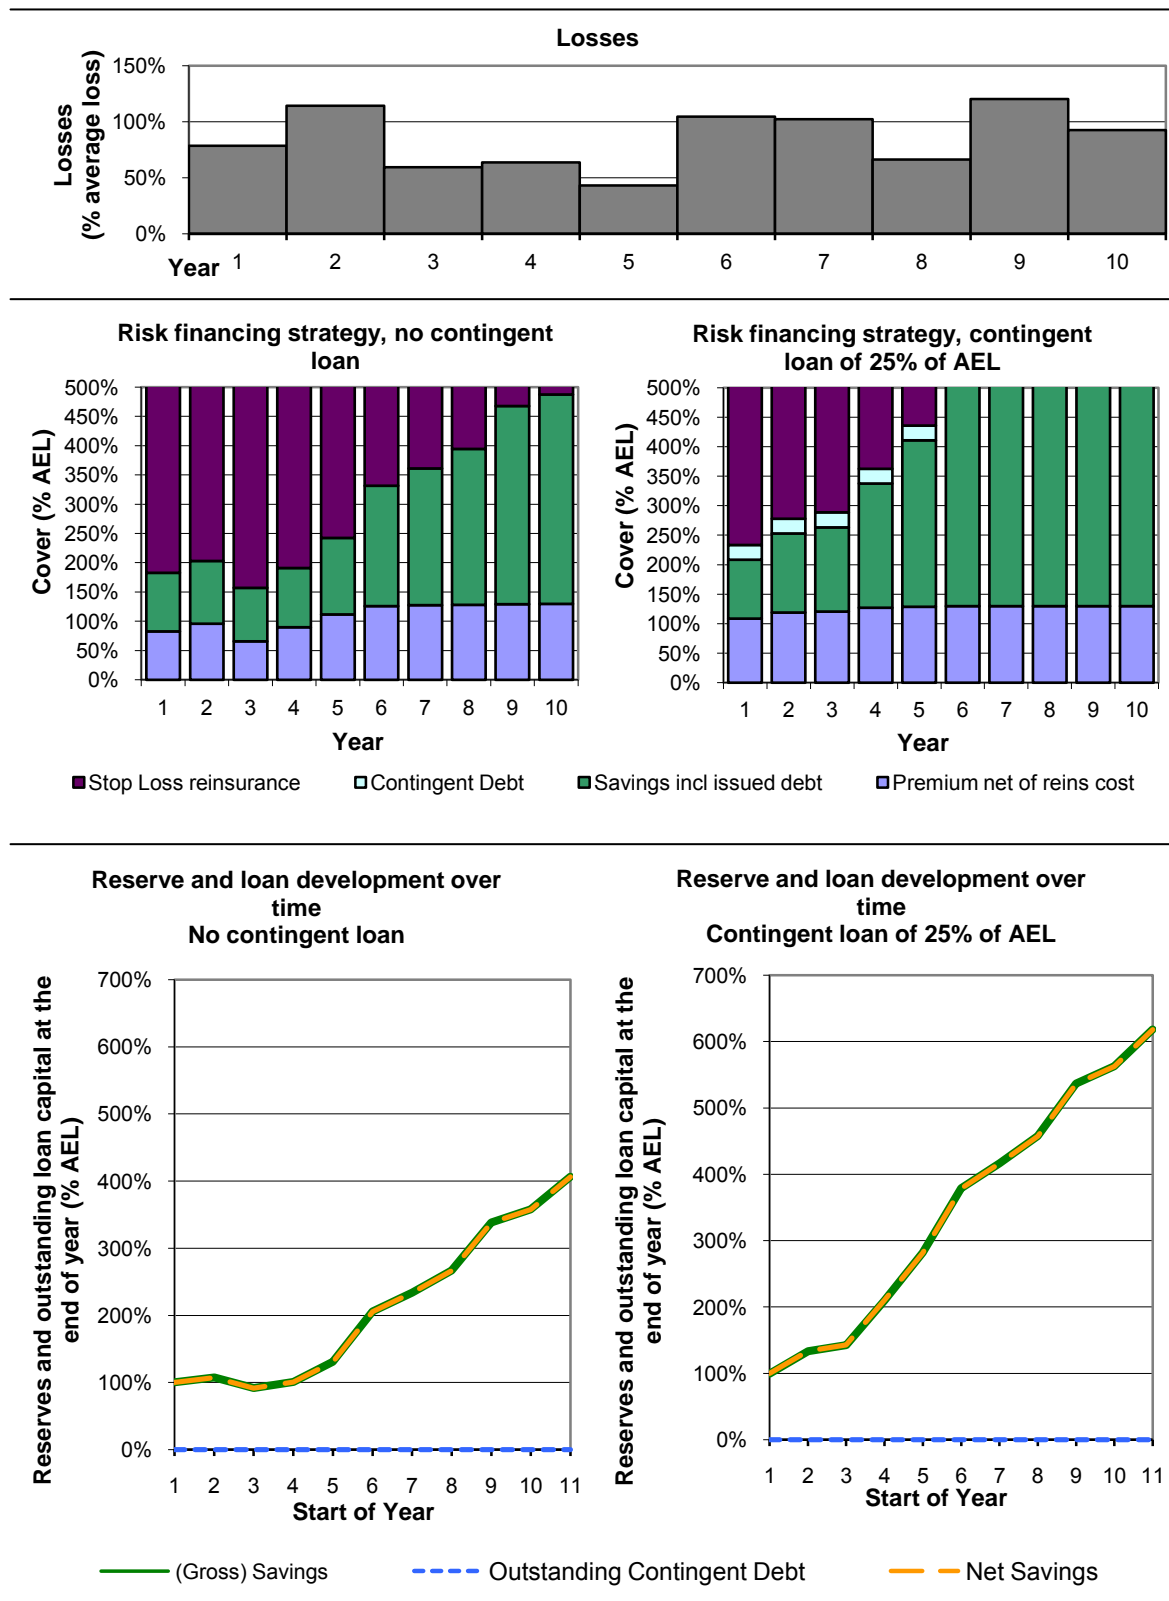 Losses
Losses
(% average loss)
150%
100%
50%
0%
Year 1 2 3 4 5 6 7 8 9 10
Risk financing strategy, no contingent
loan
Cover (% AEL)
500%
450%
400%
350%
300%
250%
200%
150%
100%
50%
0%
1 2 3 4 5 6 7 8 9 10
Year
Risk financing strategy, contingent
loan of 25% of AEL
Cover (% AEL)
500%
450%
400%
350%
300%
250%
200%
150%
100%
50%
0%
1 2 3 4 5 6 7 8 9 10
Year
Stop Loss reinsurance Contingent Debt Savings incl issued debt Premium net of reins cost
Reserve and loan development over
time
No contingent loan
Reserves and outstanding loan capital at the
end of year (% AEL)
700%
600%
500%
400%
300%
200%
100%
0%
1 2 3 4 5 6 7 8 9 10 11
Start of Year
Reserve and loan development over
time
Contingent loan of 25% of AEL
Reserves and outstanding loan capital at the
end of year (% AEL)
700%
600%
500%
400%
300%
200%
100%
0%
1 2 3 4 5 6 7 8 9 10 11
Start of Year
(Gross) Savings Outstanding Contingent Debt Net Savings